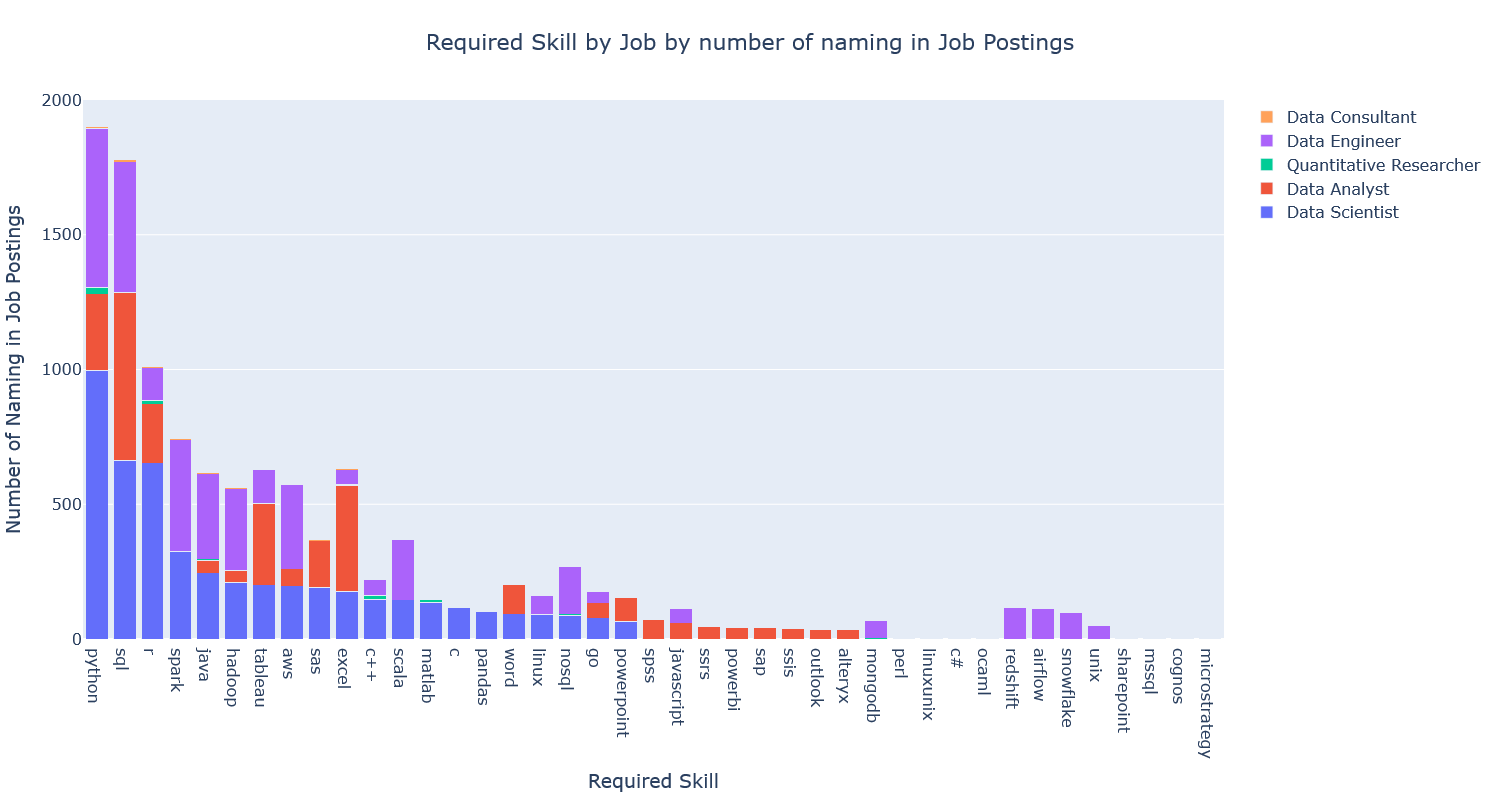 Required Skill by Job by number of naming in Job Postings
Number of Naming in Job Postings
2000
1500
1000
500
0
python
sql
r
spark
java
hadoop
tableau
aws
sas
excel
c++
scala
matlab
c
pandas
word
linux
nosql
go
powerpoint
spss
javascript
ssrs
powerbi
sap
ssis
outlook
alteryx
mongodb
perl
linuxunix
c#
ocaml
redshift
airflow
snowflake
unix
sharepoint
mssql
cognos
microstrategy
Required Skill
Data Consultant
Data Engineer
Quantitative Researcher
Data Analyst
Data Scientist